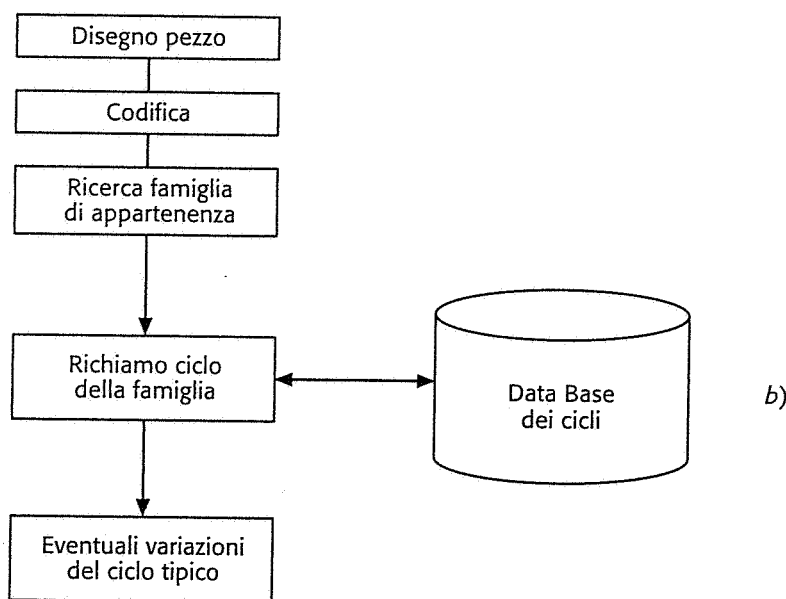 Disegno pezzo
Codifica
Ricerca famiglia
di appartenenza
Richiamo ciclo
della famiglia
Data Base
dei cicli
b)
Eventuali variazioni
del ciclo tipico